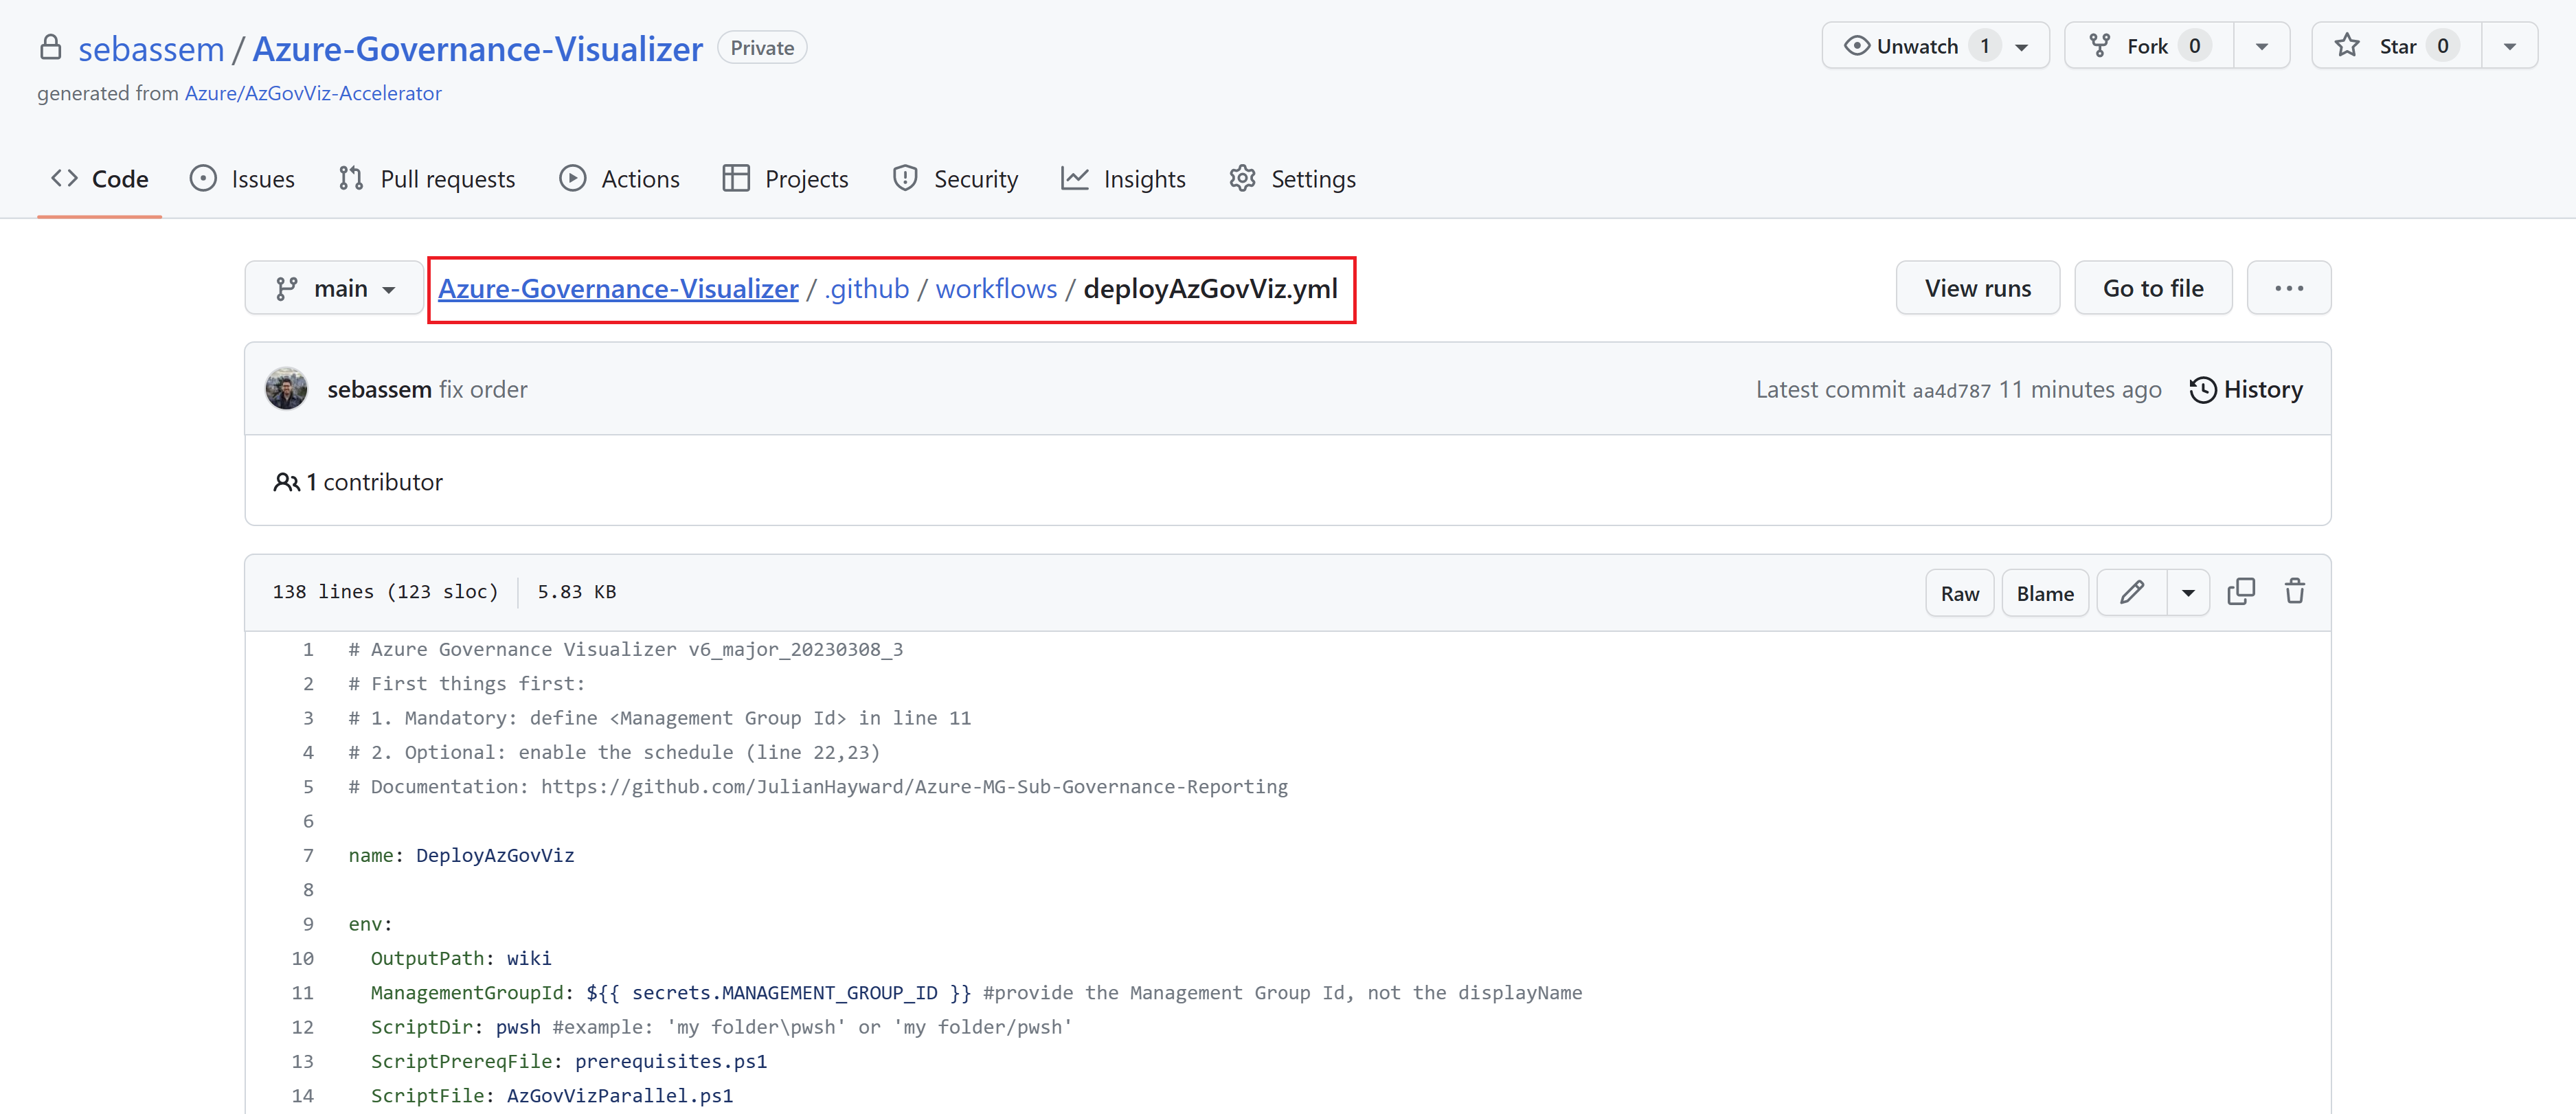 sebassem / Azure-Governance-Visualizer Private
Unwatch 1 Fork 0 Star 0
generated from Azure/AzGovViz-Accelerator
Code Issues Pull requests Actions Projects Security Insights Settings
main Azure-Governance-Visualizer / .github / workflows / deployAzGovViz.yml View runs Go to file ...
sebassem fix order Latest commit aa4d787 11 minutes ago History
1 contributor
138 lines (123 sloc) 5.83 KB Raw Blame
1 # Azure Governance Visualizer v6_major_20230308_3
2 # First things first:
3 # 1. Mandatory: define <Management Group Id> in line 11
4 # 2. Optional: enable the schedule (line 22,23)
5 # Documentation: https://github.com/JulianHayward/Azure-MG-Sub-Governance-Reporting
6
7 name: DeployAzGovViz
8
9 env:
10 OutputPath: wiki
11 ManagementGroupId: ${{ secrets.MANAGEMENT_GROUP_ID }} #provide the Management Group Id, not the displayName
12 ScriptDir: pwsh #example: 'my folder\pwsh' or 'my folder/pwsh'
13 ScriptPrereqFile: prerequisites.ps1
14 ScriptFile: AzGovVizParallel.ps1